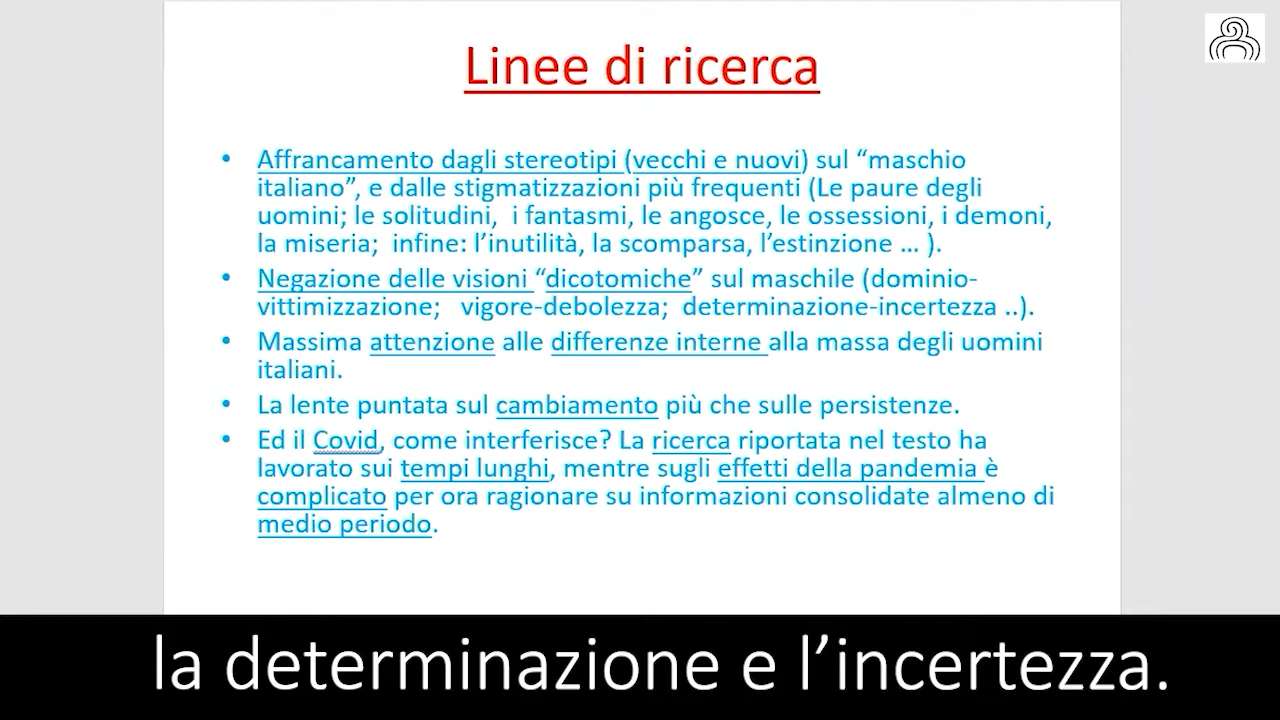 Linee di ricerca
• Affrancamento dagli stereotipi (vecchi e nuovi) sul “maschio
italiano”, e dalle stigmatizzazioni più frequenti (Le paure degli
uomini; le solitudini,  i fantasmi, le angosce, le ossessioni, i demoni,
la miseria;  infine: l’inutilità, la scomparsa, l’estinzione … ).
• Negazione delle visioni “dicotomiche” sul maschile (dominio-
vittimizzazione;   vigore-debolezza;  determinazione-incertezza ..).
• Massima attenzione alle differenze interne alla massa degli uomini
italiani.
• La lente puntata sul cambiamento più che sulle persistenze.
• Ed il Covid, come interferisce? La ricerca riportata nel testo ha
lavorato sui tempi lunghi, mentre sugli effetti della pandemia è
complicato per ora ragionare su informazioni consolidate almeno di
medio periodo.
la determinazione e l’incertezza.